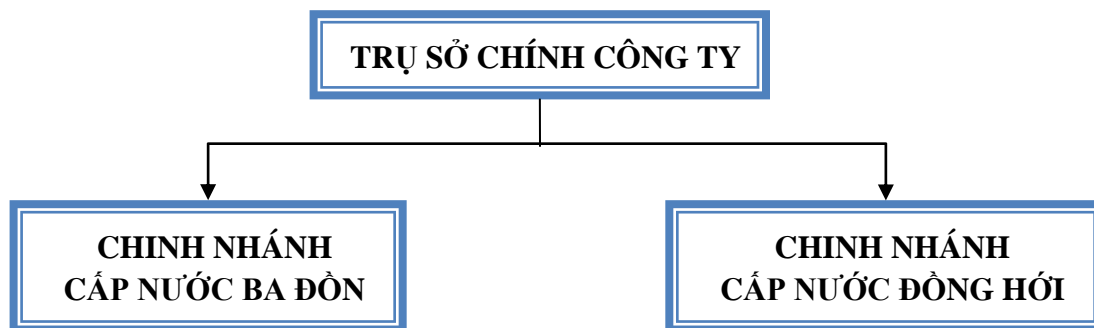 TRỤ SỞ CHÍNH CÔNG TY
CHINH NHÁNH
CẤP NƯỚC BA ĐỒN
CHINH NHÁNH
CẤP NƯỚC ĐỒNG HỚI